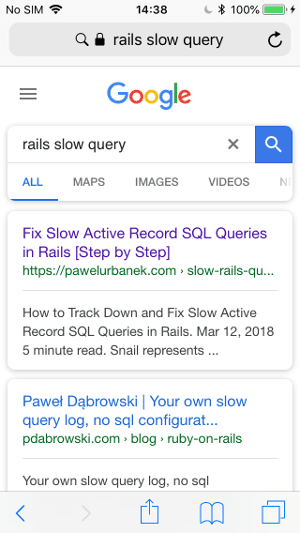 No SIM 14:38 100%
rails slow query
Google
rails slow query
ALL MAPS IMAGES VIDEOS
Fix Slow Active Record SQL Queries
in Rails [Step by Step]
https://pawelurbanek.com › slow-rails-qu...
How to Track Down and Fix Slow Active
Record SQL Queries in Rails. Mar 12, 2018
5 minute read. Snail represents ...
Paweł Dąbrowski | Your own slow
query log, no sql configurat...
pdabrowski.com › blog › ruby-on-rails
Your own slow query log, no sql